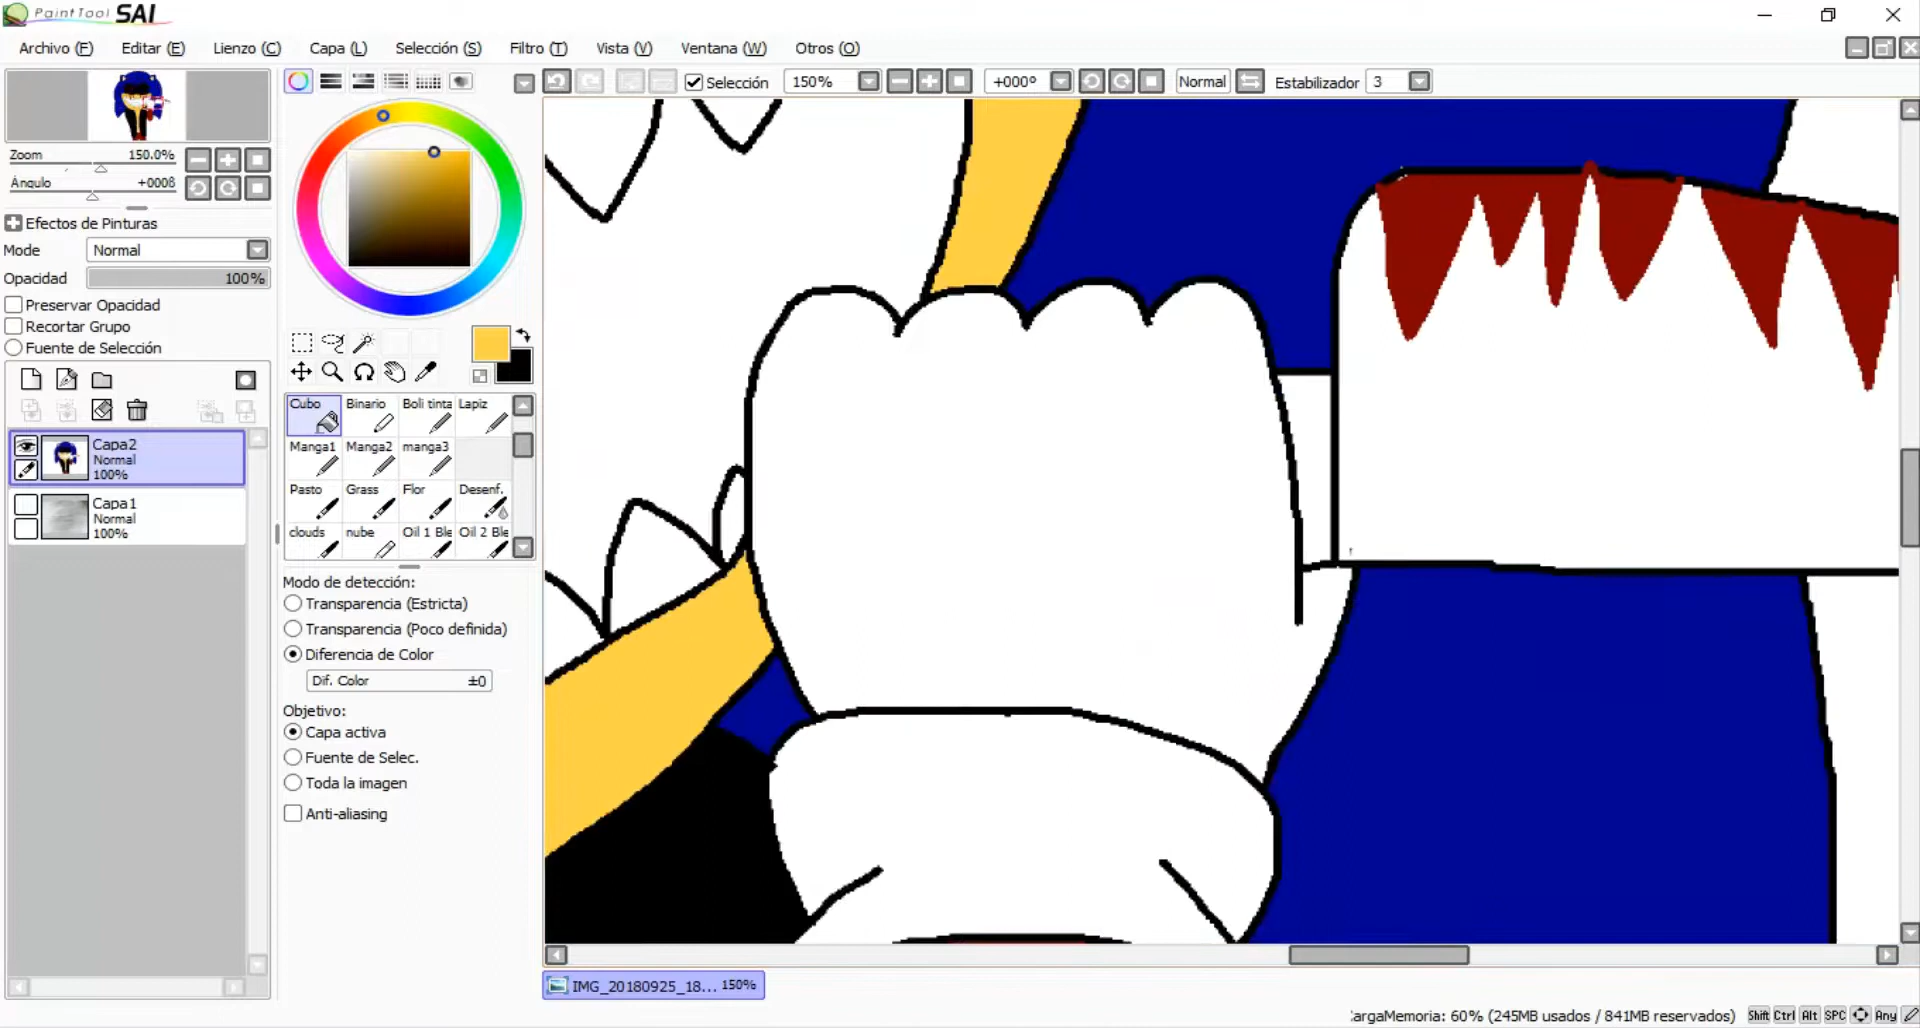 PaintTool SAI
Archivo (F) Editar (E) Lienzo (C) Capa (L) Selección (S) Filtro (T) Vista (V) Ventana (W) Otros (O)
Selección 150% +000º Normal Estabilizador 3
Zoom 150.0%
Ángulo +000ß
Efectos de Pinturas
Mode Normal
Opacidad 100%
Preservar Opacidad
Recortar Grupo
Fuente de Selección
Capa2
Normal
100%
Capa1
Normal
100%
Cubo Binario Boli tinta Lapiz
Manga1 Manga2 manga3
Pasto Grass Flor Desenf.
clouds nube Oil 1 Ble Oil 2 Ble
Modo de detección:
Transparencia (Estricta)
Transparencia (Poco definida)
Diferencia de Color
Dif. Color ±0
Objetivo:
Capa activa
Fuente de Selec.
Toda la imagen
Anti-aliasing
IMG_20180925_18... 150%
CargaMemoria: 60% (245MB usados / 841MB reservados) Shift Ctrl Alt SPC Any